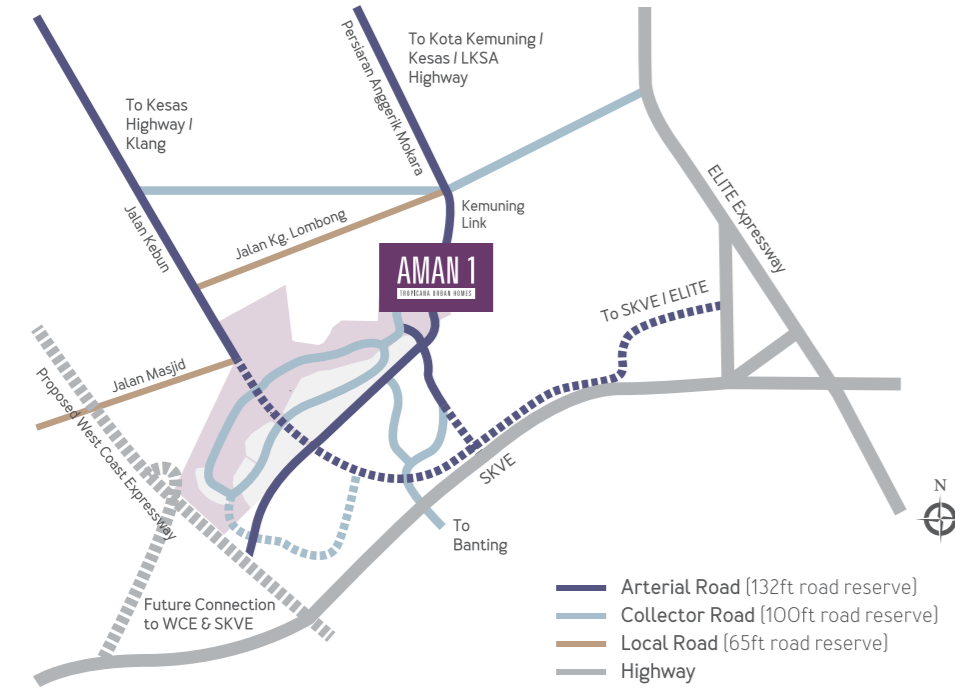 To Kota Kemuning /
Kesas / LKSA
Highway
Persiaran Anggerik Mokara
To Kesas
Highway /
Klang
Jalan Kebun
Jalan Kg. Lombong
Kemuning
Link
ELITE Expressway
AMAN 1
TROPICANA URBAN HOMES
To SKVE / ELITE
Jalan Masjid
Proposed West Coast Expressway
SKVE
To
Banting
N
Future Connection
to WCE & SKVE
Arterial Road (132ft road reserve)
Collector Road (100ft road reserve)
Local Road (65ft road reserve)
Highway